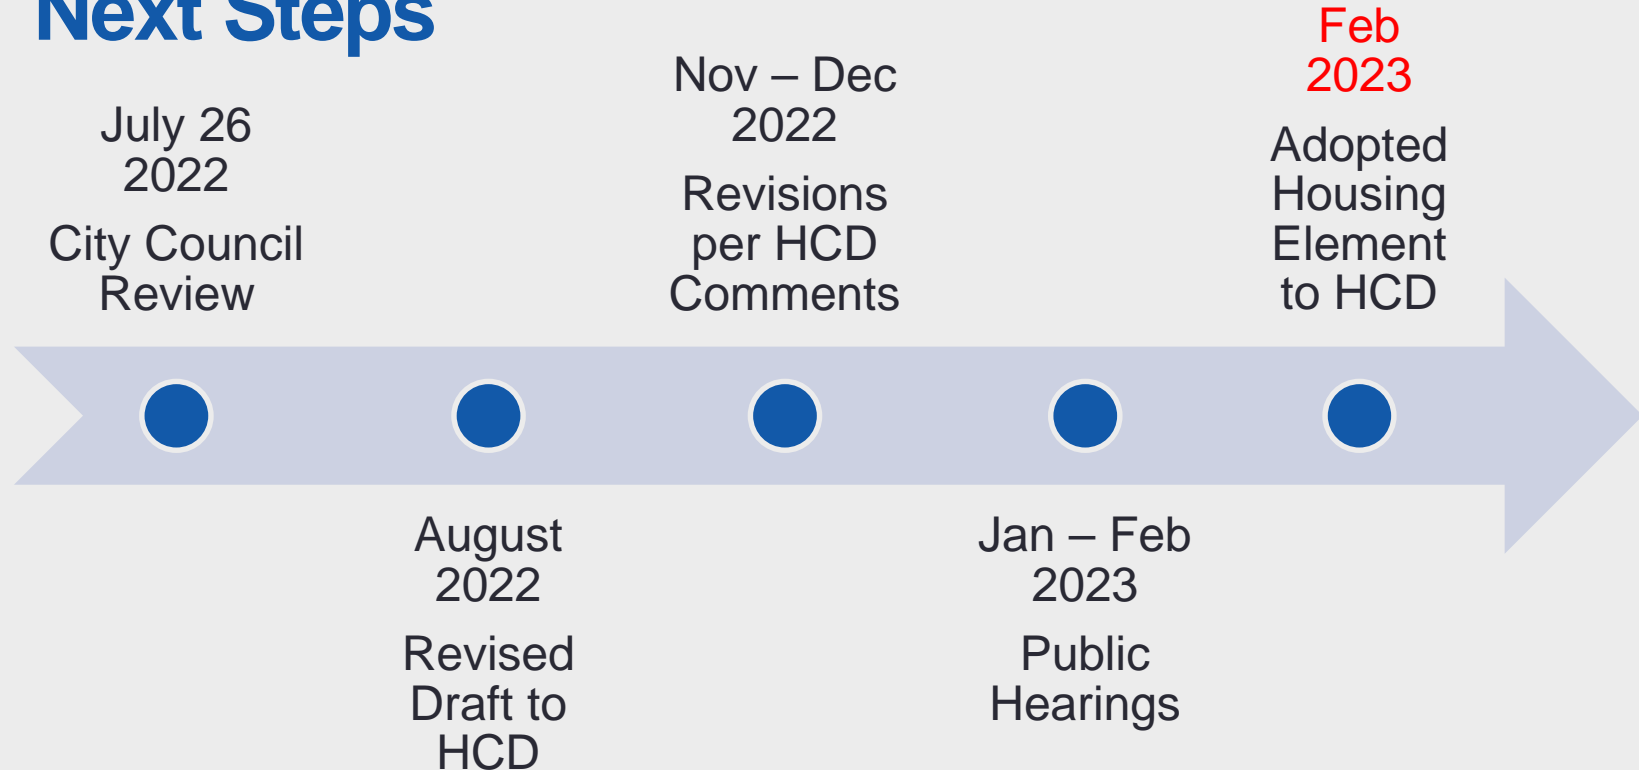 Next Steps
July 26
2022
City Council
Review
August
2022
Revised
Draft to
HCD
Nov – Dec
2022
Revisions
per HCD
Comments
Jan – Feb
2023
Public
Hearings
Feb
2023
Adopted
Housing
Element
to HCD